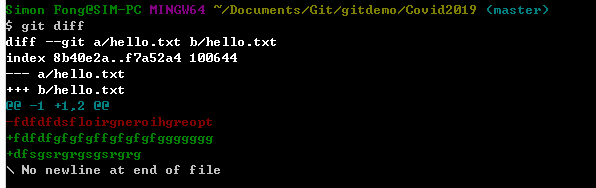 Simon Fong@SIM-PC MINGW64 ~/Documents/Git/gitdemo/Covid2019 (master)
$ git diff
diff --git a/hello.txt b/hello.txt
index 8b40e2a..f7a52a4 100644
--- a/hello.txt
+++ b/hello.txt
@@ -1 +1,2 @@
-fdfdfdsfloirgnaroihgreopt
+fdfdfgfgfgffgfgfgfggggggg
+dfsgsrgrgsgsrgrg
\ No newline at end of file